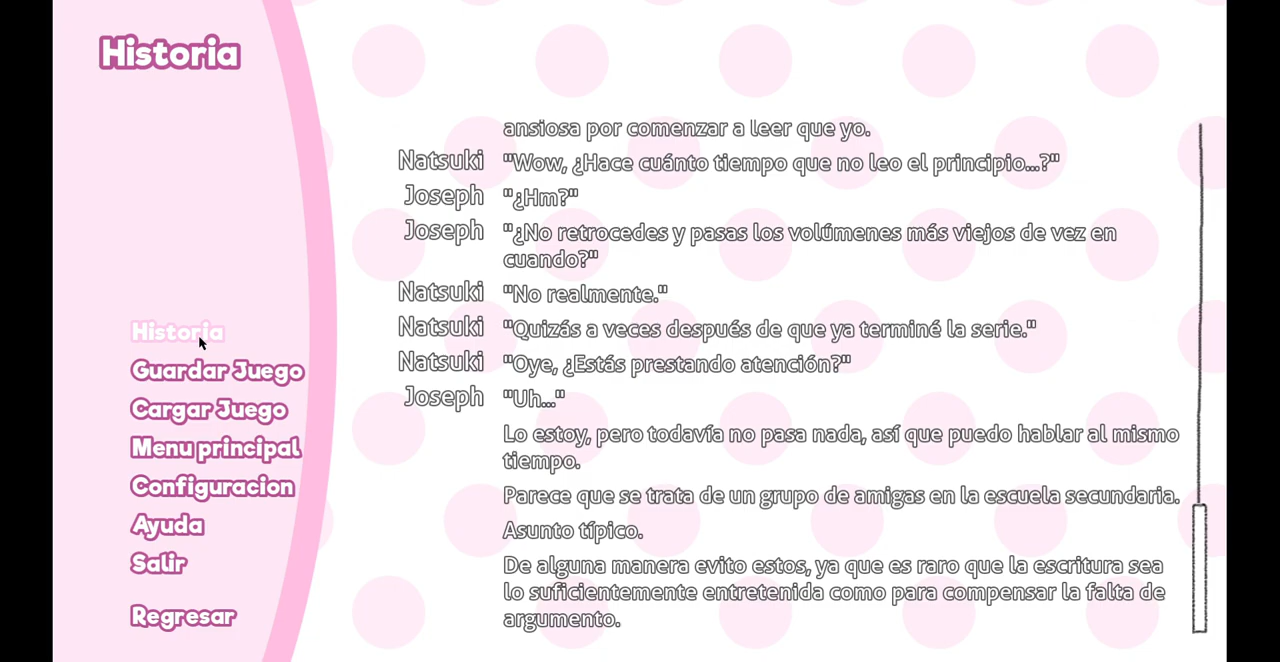 Historia
ansiosa por comenzar a leer que yo.
Natsuki "Wow, ¿Hace cuánto tiempo que no leo el principio...?"
Joseph "¿Hm?"
Joseph "¿No retrocedes y pasas los volúmenes más viejos de vez en
cuando?"
Natsuki "No realmente."
Natsuki "Quizás a veces después de que ya terminé la serie."
Natsuki "Oye, ¿Estás prestando atención?"
Joseph "Uh..."
Lo estoy, pero todavía no pasa nada, así que puedo hablar al mismo
tiempo.
Parece que se trata de un grupo de amigas en la escuela secundaria.
Asunto típico.
De alguna manera evito estos, ya que es raro que la escritura sea
lo suficientemente entretenida como para compensar la falta de
argumento.
Historia
Guardar Juego
Cargar Juego
Menu principal
Configuracion
Ayuda
Salir
Regresar